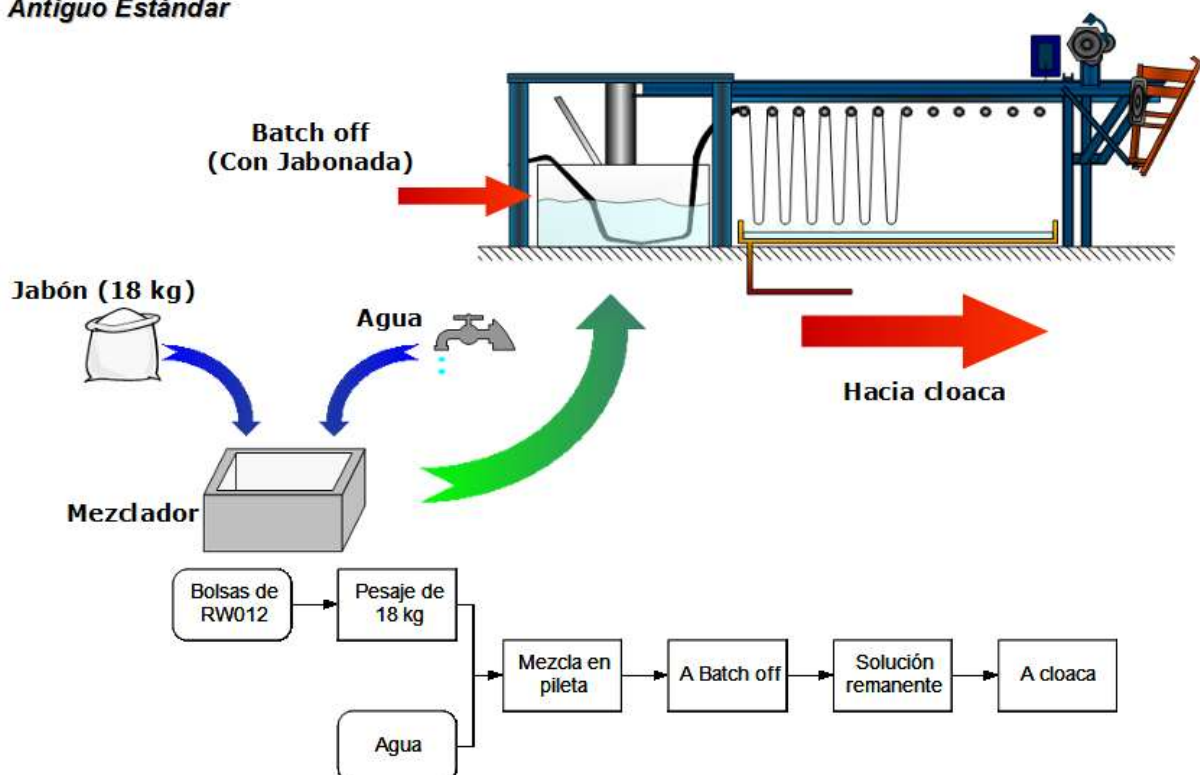 Antiguo Estándar
Batch off
(Con Jabonada)
Jabón (18 kg)
Agua
Hacia cloaca
Mezclador
Bolsas de
RW012
Pesaje de
18 kg
Mezcla en
pileta
A Batch off
Solución
remanente
A cloaca
Agua